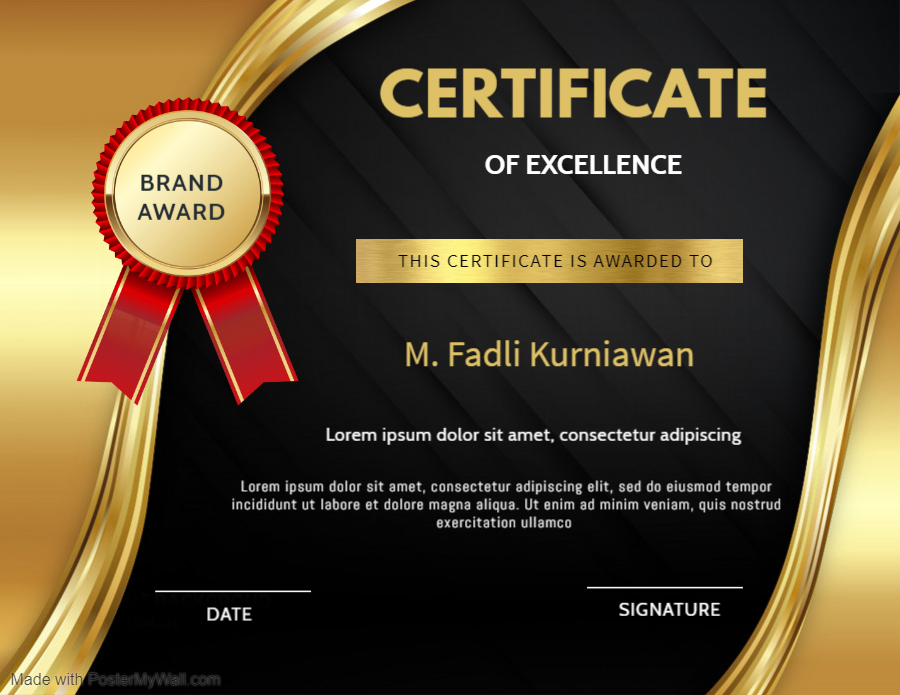 CERTIFICATE
OF EXCELLENCE
BRAND
AWARD
THIS CERTIFICATE IS AWARDED TO
M. Fadli Kurniawan
Lorem ipsum dolor sit amet, consectetur adipiscing
Lorem ipsum dolor sit amet, consectetur adipiscing elit, sed do eiusmod tempor
incididunt ut labore et dolore magna aliqua. Ut enim ad minim veniam, quis nostrud
exercitation ullamco
DATE
SIGNATURE
Made with PosterMyWall.com